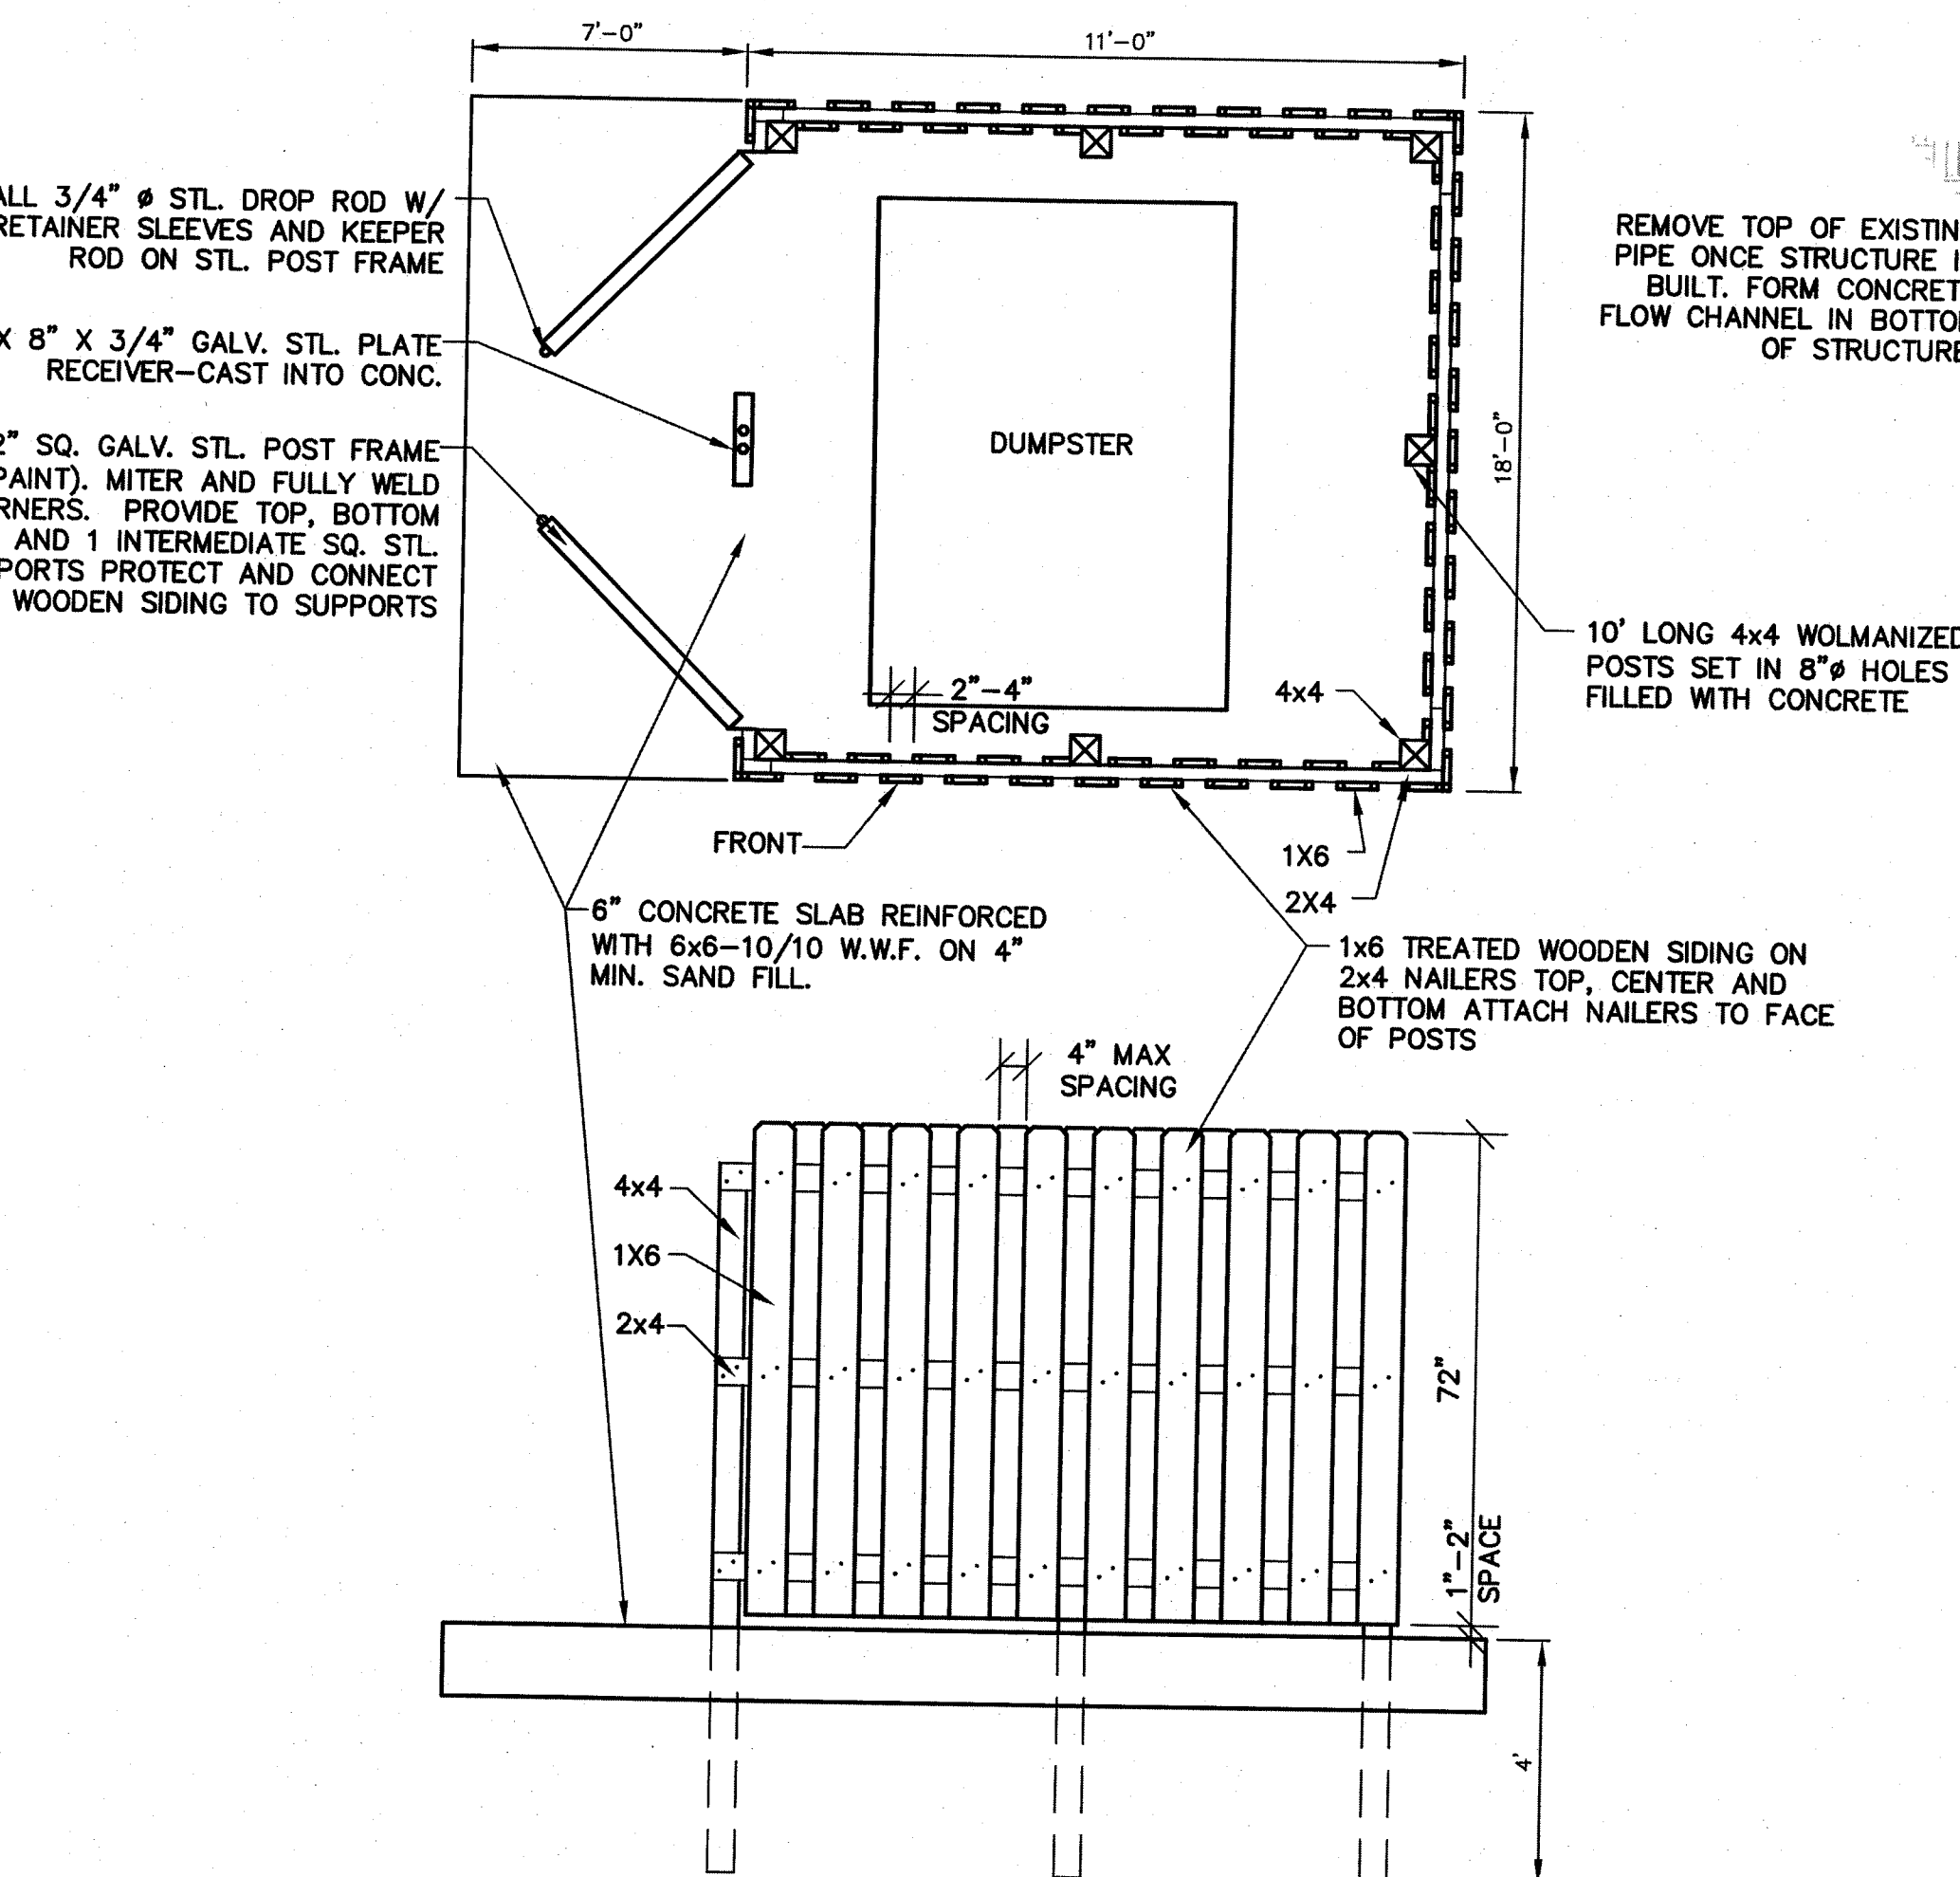 7'-0"
11'-0"
ALL 3/4" ø STL. DROP ROD W/
RETAINER SLEEVES AND KEEPER
ROD ON STL. POST FRAME
X 8" X 3/4" GALV. STL. PLATE
RECEIVER-CAST INTO CONC.
2" SQ. GALV. STL. POST FRAME
PAINT). MITER AND FULLY WELD
RNERS. PROVIDE TOP, BOTTOM
AND 1 INTERMEDIATE SQ. STL.
PORTS PROTECT AND CONNECT
WOODEN SIDING TO SUPPORTS
DUMPSTER
18'-0"
REMOVE TOP OF EXISTIN
PIPE ONCE STRUCTURE I
BUILT. FORM CONCRET
FLOW CHANNEL IN BOTTO
OF STRUCTURE
10' LONG 4x4 WOLMANIZED
POSTS SET IN 8"ø HOLES
FILLED WITH CONCRETE
2"-4"
SPACING
4x4
FRONT
1X6
2X4
6" CONCRETE SLAB REINFORCED
WITH 6x6-10/10 W.W.F. ON 4"
MIN. SAND FILL.
1x6 TREATED WOODEN SIDING ON
2x4 NAILERS TOP, CENTER AND
BOTTOM ATTACH NAILERS TO FACE
OF POSTS
4" MAX
SPACING
4x4
1X6
2x4
72"
1"-2"
SPACE
4'